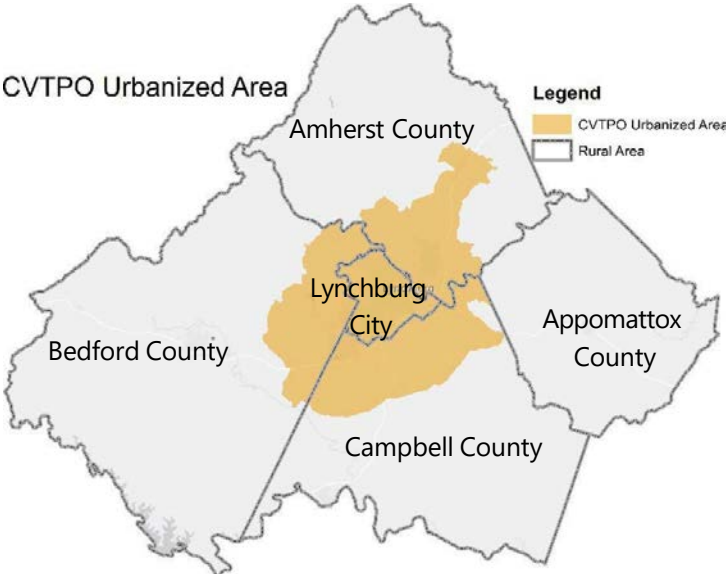 CVTPO Urbanized Area
Legend
CVTPO Urbanized Area
Rural Area
Amherst County
Lynchburg
City
Bedford County
Appomattox
County
Campbell County